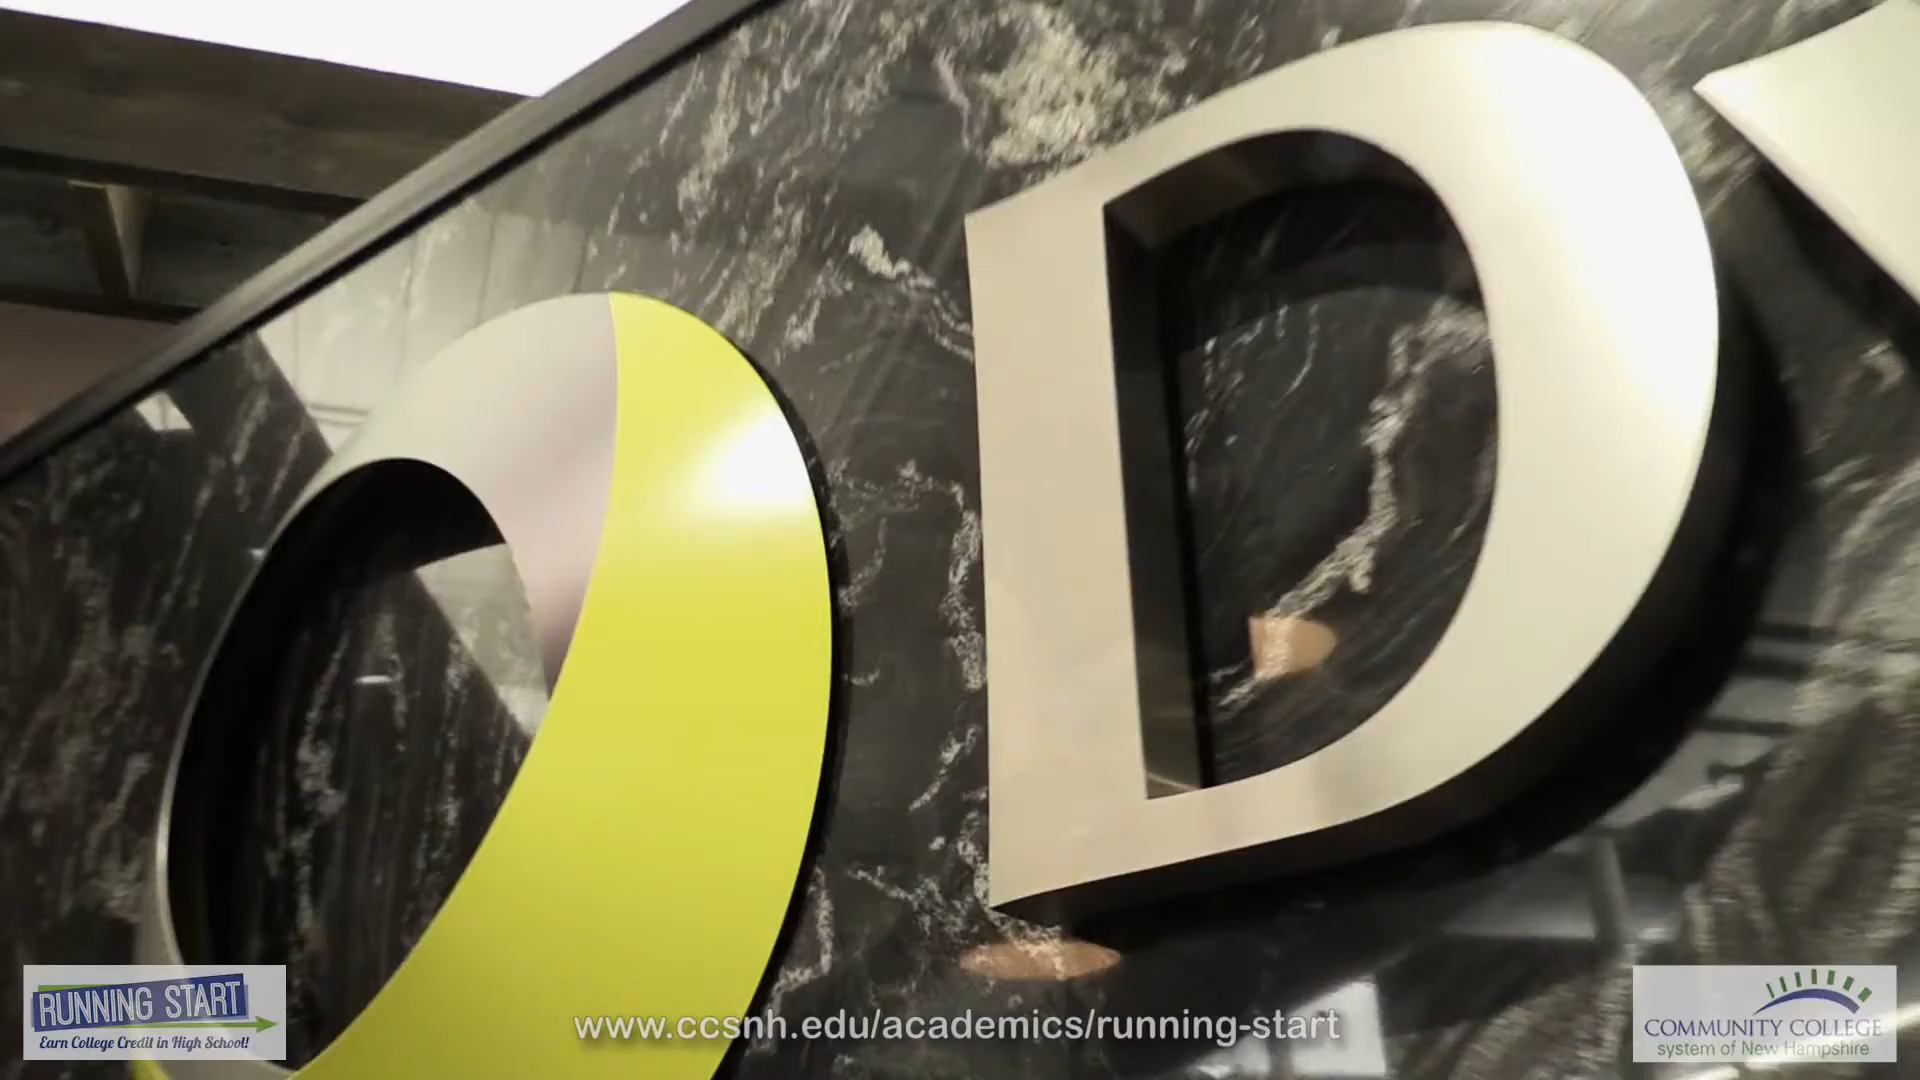 OD
RUNNING START
Earn College Credit in High School!
www.ccsnh.edu/academics/running-start
COMMUNITY COLLEGE
system of New Hampshire